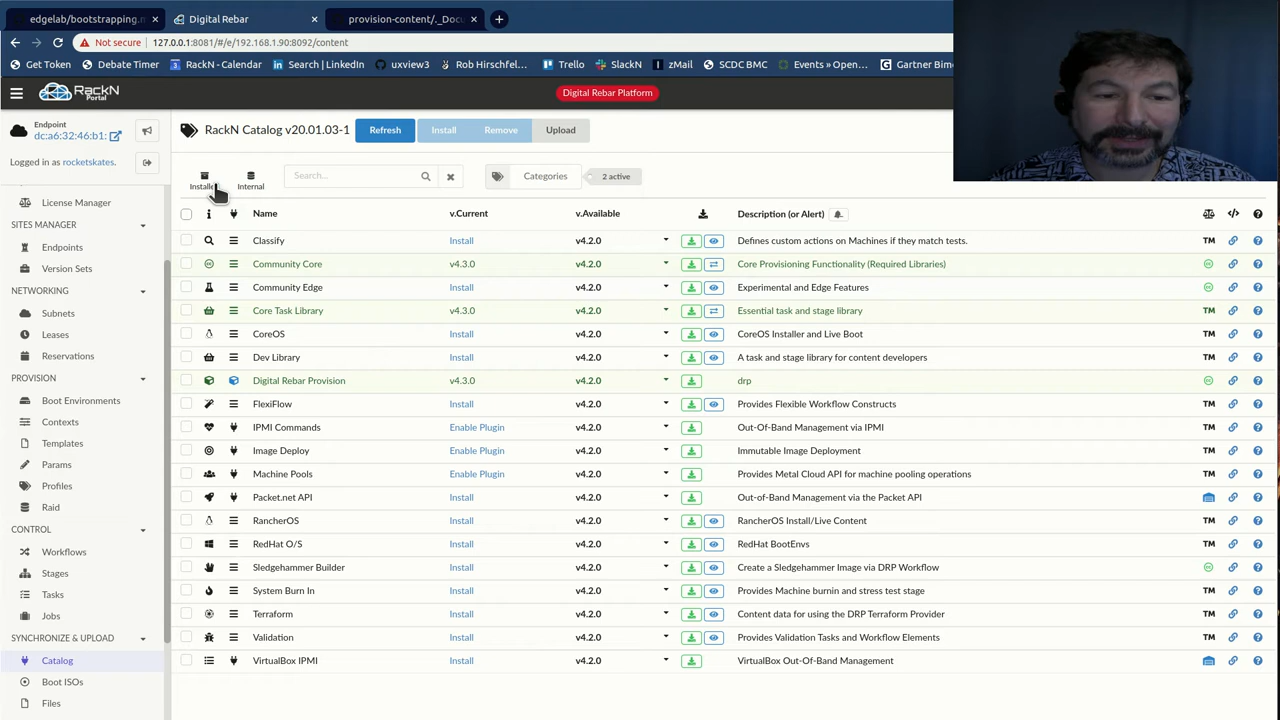 edgelab/bootstrapping.m
Digital Rebar
provision-content/._Docu
Not secure 127.0.0.1:8081/#/e/192.168.1.90:8092/content
Get Token
Debate Timer
RackN - Calendar
Search | LinkedIn
uxview3
Rob Hirschfel...
Trello
SlackN
zMail
SCDC BMC
Events » Open...
Gartner Bim
RackN Portal
Digital Rebar Platform
Endpoint
dc:a6:32:46:b1:
Logged in as rocketskates.
RackN Catalog v20.01.03-1
Refresh
Install
Remove
Upload
Internal
Search...
Categories
2 active
License Manager
SITES MANAGER
Endpoints
Version Sets
NETWORKING
Subnets
Leases
Reservations
PROVISION
Boot Environments
Contexts
Templates
Params
Profiles
Raid
CONTROL
Workflows
Stages
Tasks
Jobs
SYNCHRONIZE & UPLOAD
Catalog
Boot ISOs
Files
Name v.Current v.Available Description (or Alert)
Classify Install v4.2.0 Defines custom actions on Machines if they match tests. TM
Community Core v4.3.0 v4.2.0 Core Provisioning Functionality (Required Libraries)
Community Edge Install v4.2.0 Experimental and Edge Features
Core Task Library v4.3.0 v4.2.0 Essential task and stage library TM
CoreOS Install v4.2.0 CoreOS Installer and Live Boot TM
Dev Library Install v4.2.0 A task and stage library for content developers TM
Digital Rebar Provision v4.3.0 v4.2.0 drp
FlexiFlow Install v4.2.0 Provides Flexible Workflow Constructs TM
IPMI Commands Enable Plugin v4.2.0 Out-Of-Band Management via IPMI TM
Image Deploy Enable Plugin v4.2.0 Immutable Image Deployment TM
Machine Pools Enable Plugin v4.2.0 Provides Metal Cloud API for machine pooling operations TM
Packet.net API Install v4.2.0 Out-of-Band Management via the Packet API
RancherOS Install v4.2.0 RancherOS Install/Live Content TM
RedHat O/S Install v4.2.0 RedHat BootEnvs TM
Sledgehammer Builder Install v4.2.0 Create a Sledgehammer Image via DRP Workflow
System Burn In Install v4.2.0 Provides Machine burnin and stress test stage TM
Terraform Install v4.2.0 Content data for using the DRP Terraform Provider TM
Validation Install v4.2.0 Provides Validation Tasks and Workflow Elements TM
VirtualBox IPMI Install v4.2.0 VirtualBox Out-Of-Band Management